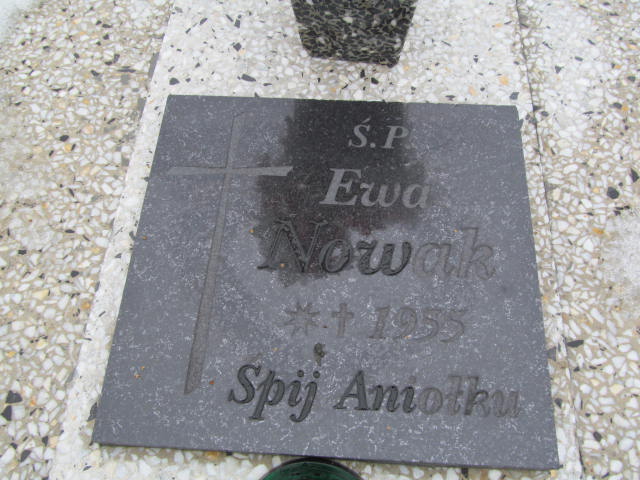 Ś.P.
Ewa
Nowak
* † 1955
Śpij Aniołku